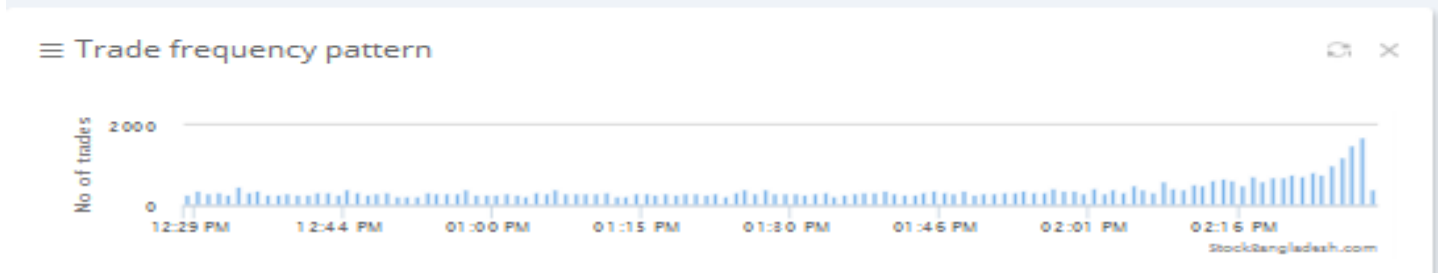 Trade frequency pattern
No of trades
2000
0
12:29 PM 12:44 PM 01:00 PM 01:15 PM 01:30 PM 01:46 PM 02:01 PM 02:16 PM
StockBangladesh.com